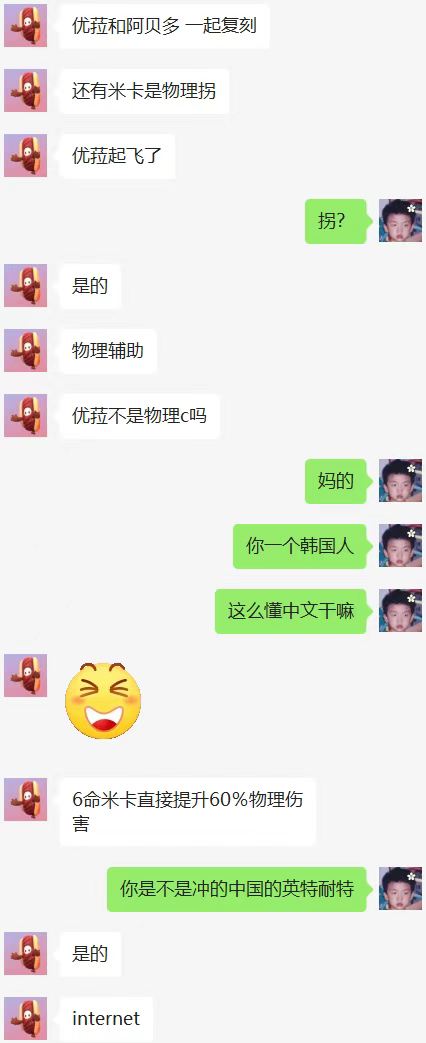 优菈和阿贝多 一起复刻
还有米卡是物理拐
优菈起飞了
拐？
是的
物理辅助
优菈不是物理c吗
妈的
你一个韩国人
这么懂中文干嘛
6命米卡直接提升60%物理伤
害
你是不是冲的中国的英特耐特
是的
internet